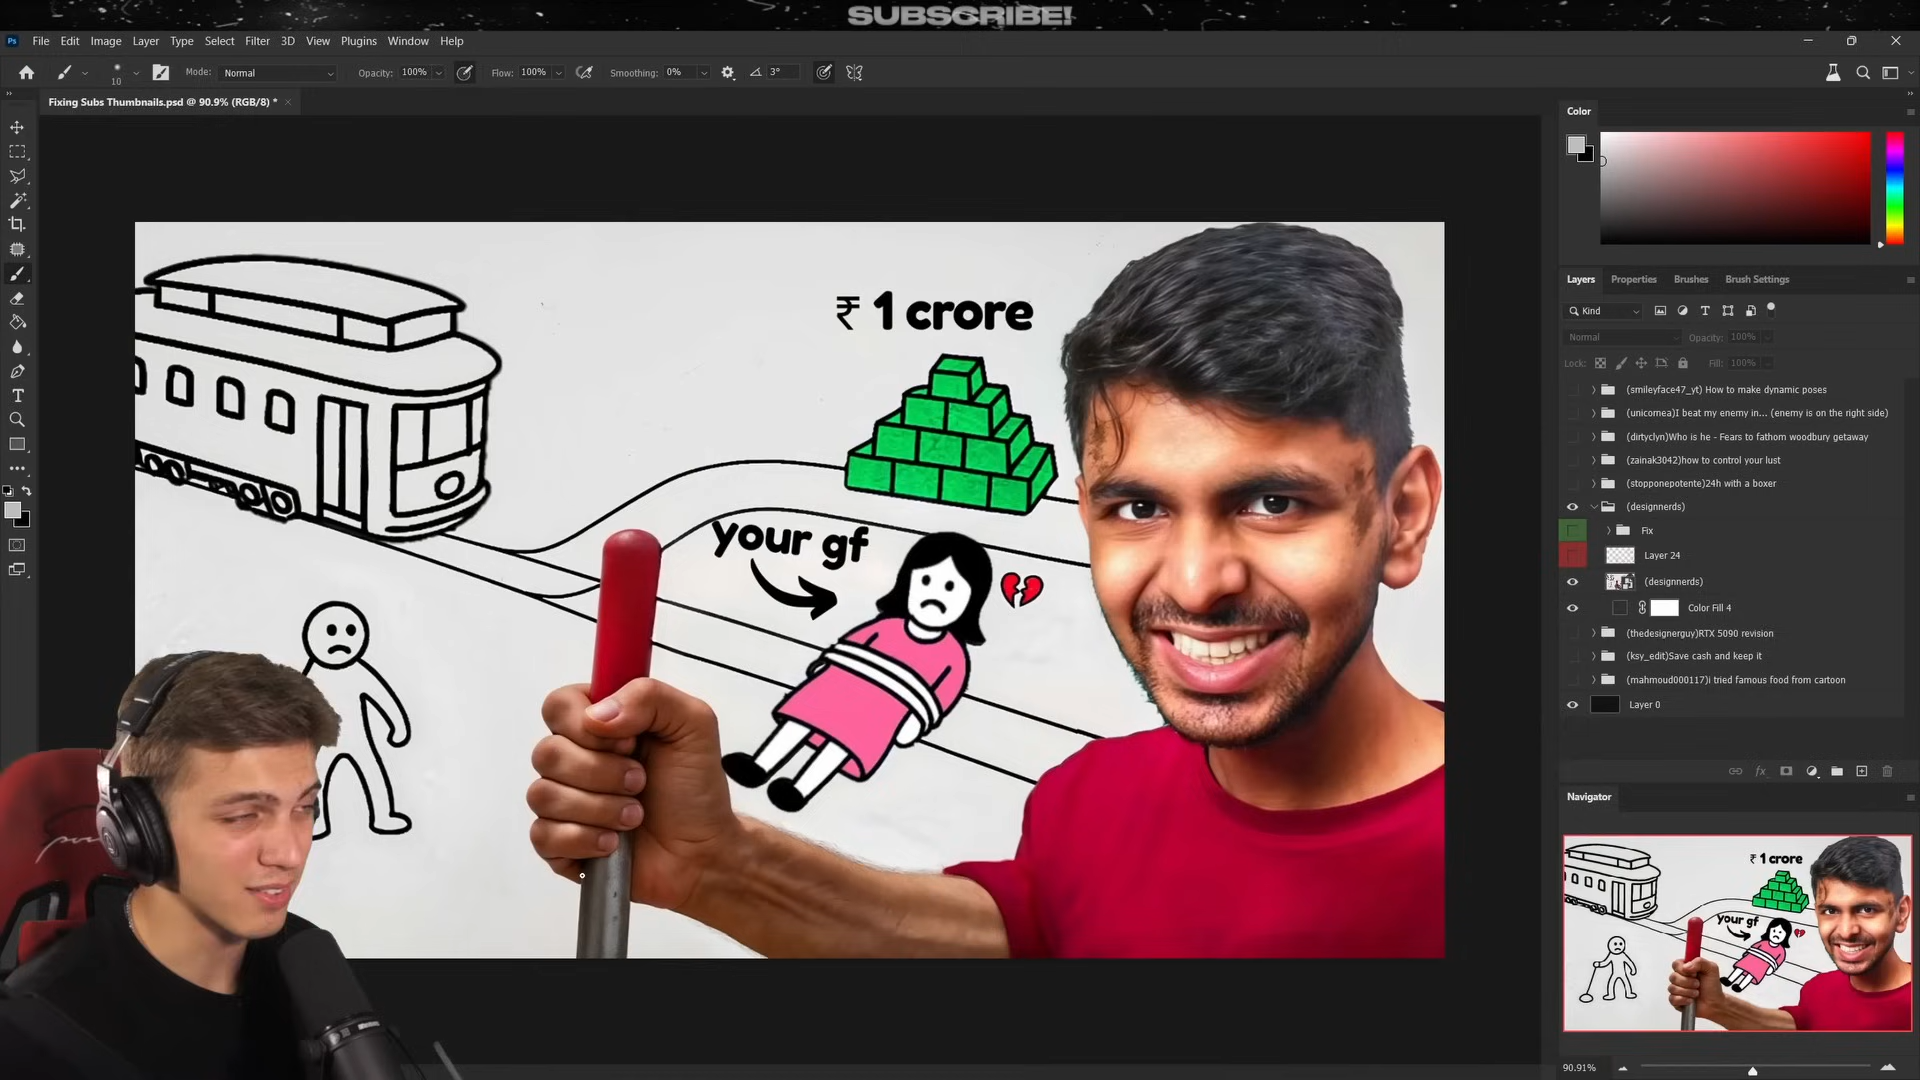 SUBSCRIBE!
Ps File Edit Image Layer Type Select Filter 3D View Plugins Window Help
10 Mode: Normal Opacity: 100% Flow: 100% Smoothing: 0% 3°
Fixing Subs Thumbnails.psd @ 90.9% (RGB/8) *
Color
Layers Properties Brushes Brush Settings
Kind
Normal Opacity: 100%
Lock: Fill: 100%
(smileyface47_yt) How to make dynamic poses
(unicornea)I beat my enemy in... (enemy is on the right side)
(dirtyclyn)Who is he - Fears to fathom woodbury getaway
(zainak3042)how to control your lust
(stopponepotente)24h with a boxer
(designnerds)
Fix
Layer 24
(designnerds)
Color Fill 4
(thedesignerguy)RTX 5090 revision
(ksy_edit)Save cash and keep it
(mahmoud000117)i tried famous food from cartoon
Layer 0
fx
Navigator
₹ 1 crore
your gf
90.91%
₹ 1 crore
your gf